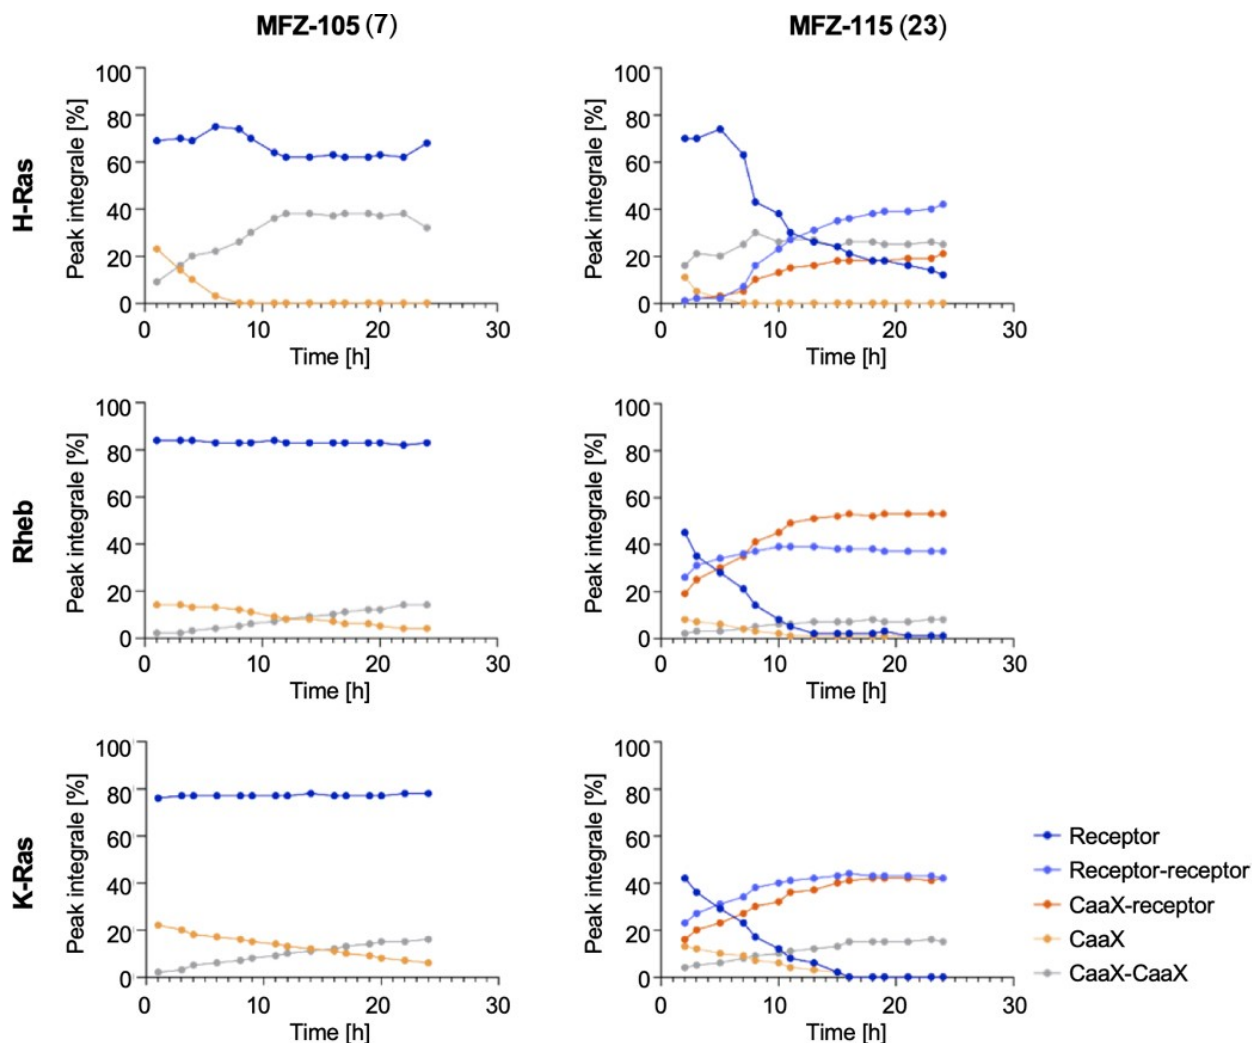 MFZ-105 (7)
MFZ-115 (23)
H-Ras
Peak integrale [%]
100
80
60
40
20
0
0 10 20 30
Time [h]
Peak integrale [%]
100
80
60
40
20
0
0 10 20 30
Time [h]
Rheb
Peak integrale [%]
100
80
60
40
20
0
0 10 20 30
Time [h]
Peak integrale [%]
100
80
60
40
20
0
0 10 20 30
Time [h]
K-Ras
Peak integrale [%]
100
80
60
40
20
0
0 10 20 30
Time [h]
Peak integrale [%]
100
80
60
40
20
0
0 10 20 30
Time [h]
Receptor
Receptor-receptor
CaaX-receptor
CaaX
CaaX-CaaX